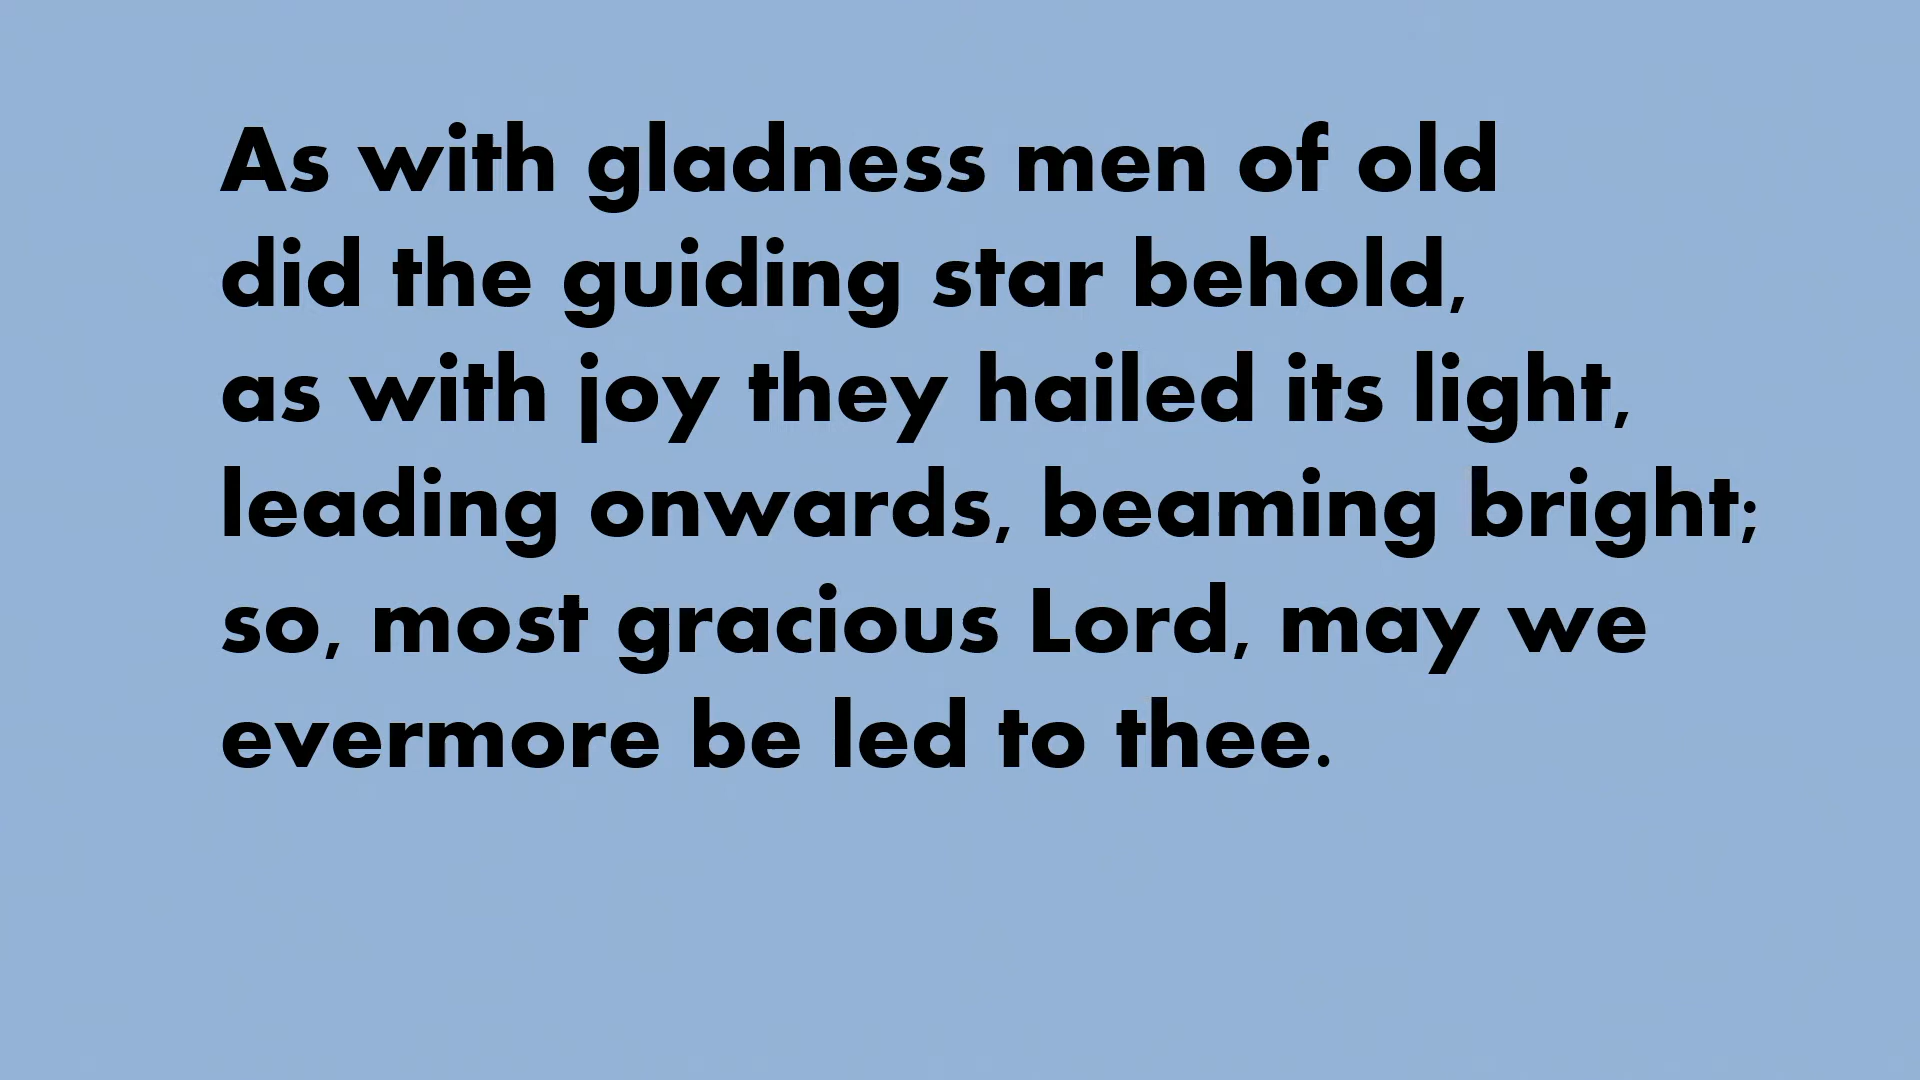 As with gladness men of old
did the guiding star behold,
as with joy they hailed its light,
leading onwards, beaming bright;
so, most gracious Lord, may we
evermore be led to thee.